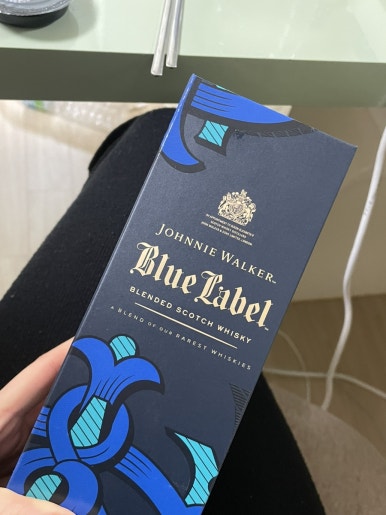 JOHNNIE WALKER
Blue Label
BLENDED SCOTCH WHISKY
A BLEND OF OUR RAREST WHISKIES